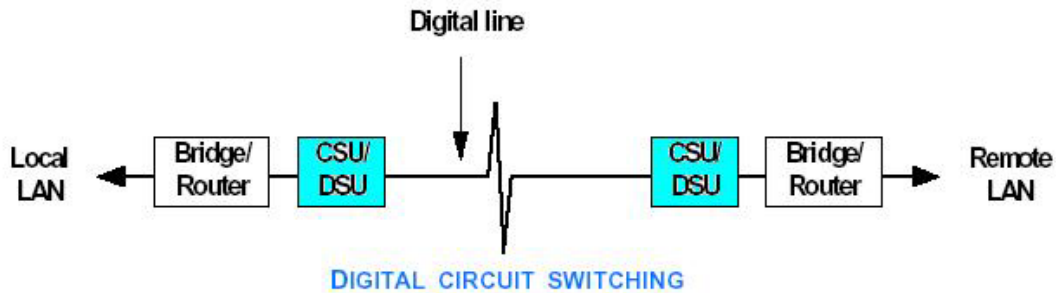 Digital line
Local
LAN
Bridge/
Router
CSU/
DSU
CSU/
DSU
Bridge/
Router
Remote
LAN
DIGITAL CIRCUIT SWITCHING